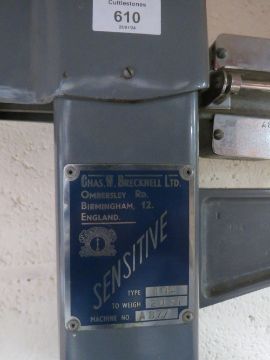 Cuttlestones
610
CHAS. W. BRECKNELL LTD.
OMBERSLEY RD.
BIRMINGHAM, 12.
ENGLAND.
SENSITIVE
TYPE
TO WEIGH
MACHINE NO.